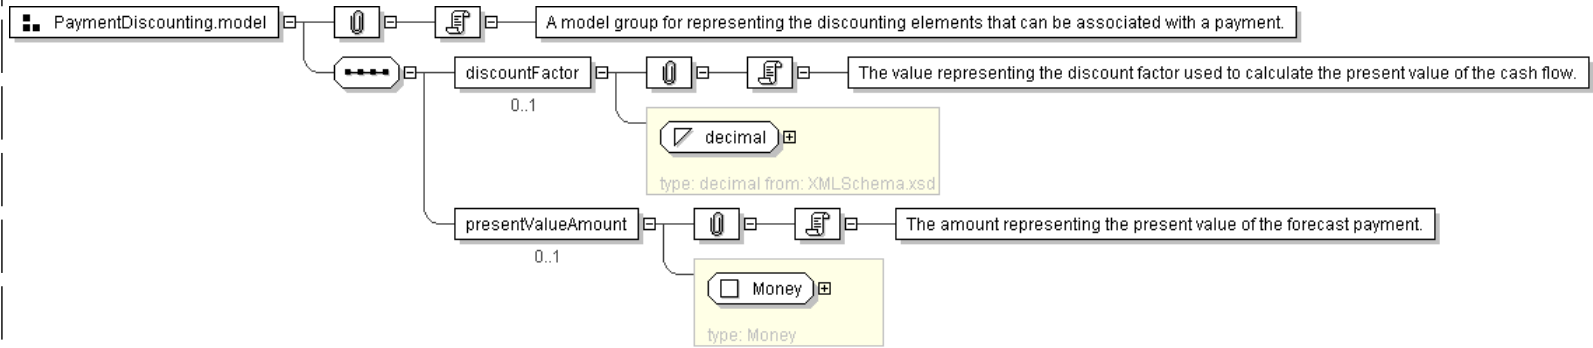 PaymentDiscounting.model
A model group for representing the discounting elements that can be associated with a payment.
discountFactor
The value representing the discount factor used to calculate the present value of the cash flow.
0..1
decimal
type: decimal from: XMLSchema.xsd
presentValueAmount
The amount representing the present value of the forecast payment.
0..1
Money
type: Money